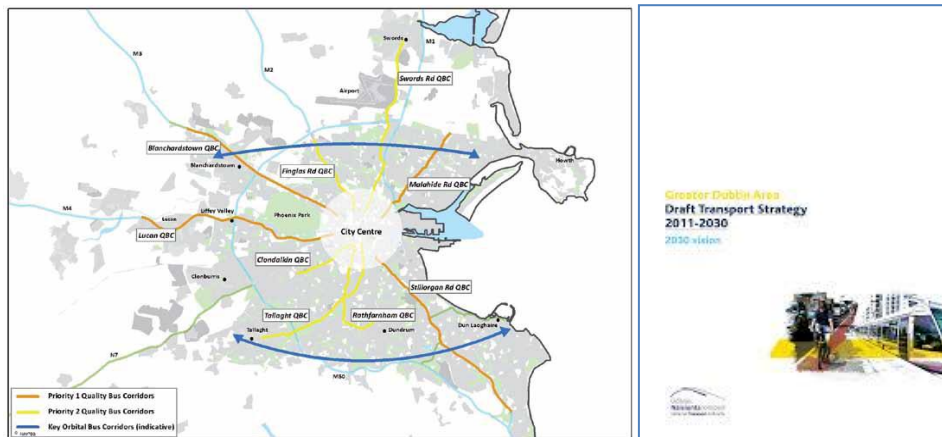 Swords
M3
M1
M2
Swords Rd QBC
Airport
Blanchardstown QBC
Blanchardstown
Finglas Rd QBC
Howth
Malahide Rd QBC
M4
Liffey Valley
Lucan
Phoenix Park
City Centre
Lucan QBC
Clondalkin QBC
Stillorgan Rd QBC
Tallaght QBC
Rathfarnham QBC
Tallaght
Dundrum
Dun Laoghaire
N7
M50
Priority 1 Quality Bus Corridors
Priority 2 Quality Bus Corridors
Key Orbital Bus Corridors (indicative)
Greater Dublin Area
Draft Transport Strategy
2011-2030
2030 vision